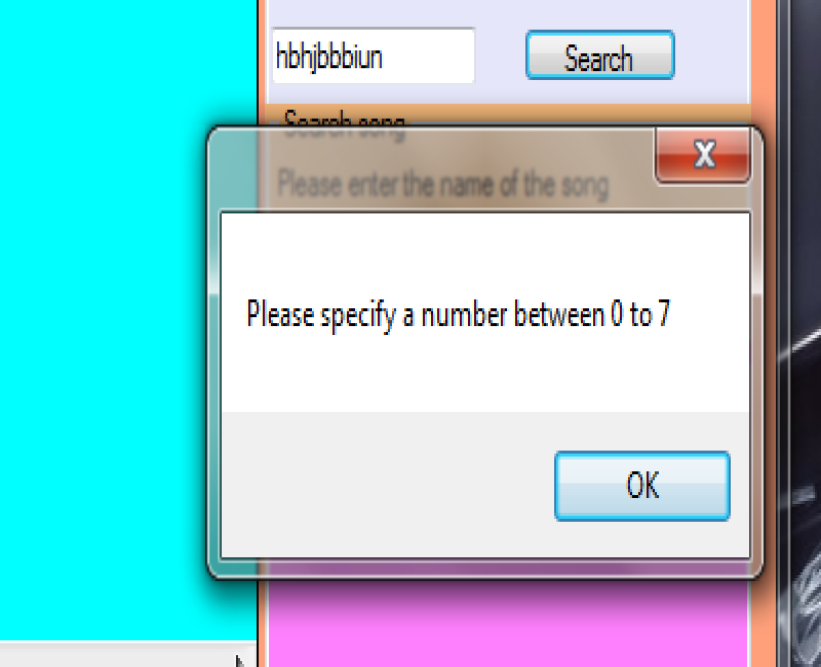 hbhjbbbiun
Search
Search song
Please enter the name of the song
Please specify a number between 0 to 7
OK